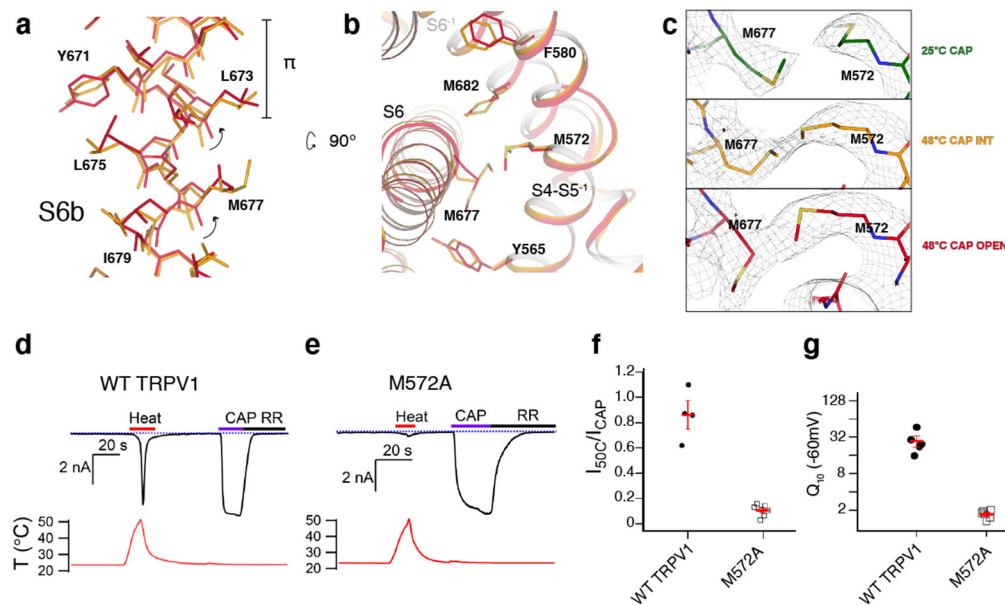 a
Y671
L673
π
L675
S6b
M677
I679
90°
b
S6⁻¹
F580
M682
S6
M572
S4-S5⁻¹
M677
Y565
c
M677
M572
25°C CAP
M677
M572
48°C CAP INT
M677
M572
48°C CAP OPEN
d
WT TRPV1
Heat
CAP RR
20 s
2 nA
T (°C)
50
40
30
20
e
M572A
Heat
CAP
RR
20 s
2 nA
50
40
30
20
f
I50C/ICAP
1.2
1.0
0.8
0.6
0.4
0.2
0
WT TRPV1
M572A
g
Q10 (-60mV)
128
32
8
2
WT TRPV1
M572A